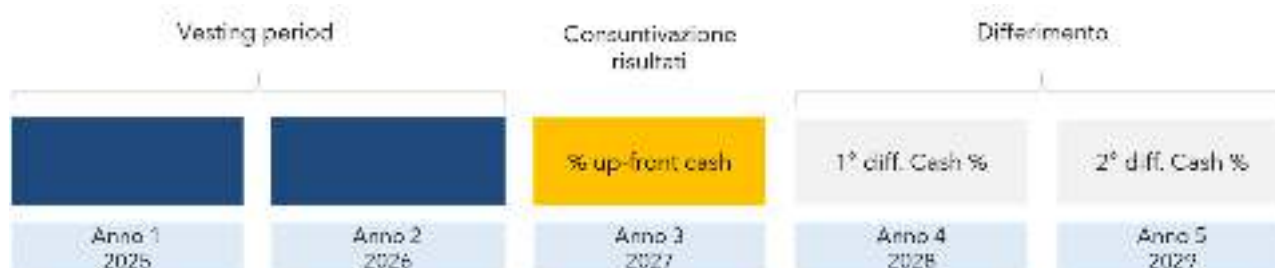 Vesting period
Consuntivazione
risultati
Differimento
% up-front cash
1° diff. Cash %
2° diff. Cash %
Anno 1
2025
Anno 2
2026
Anno 3
2027
Anno 4
2028
Anno 5
2029